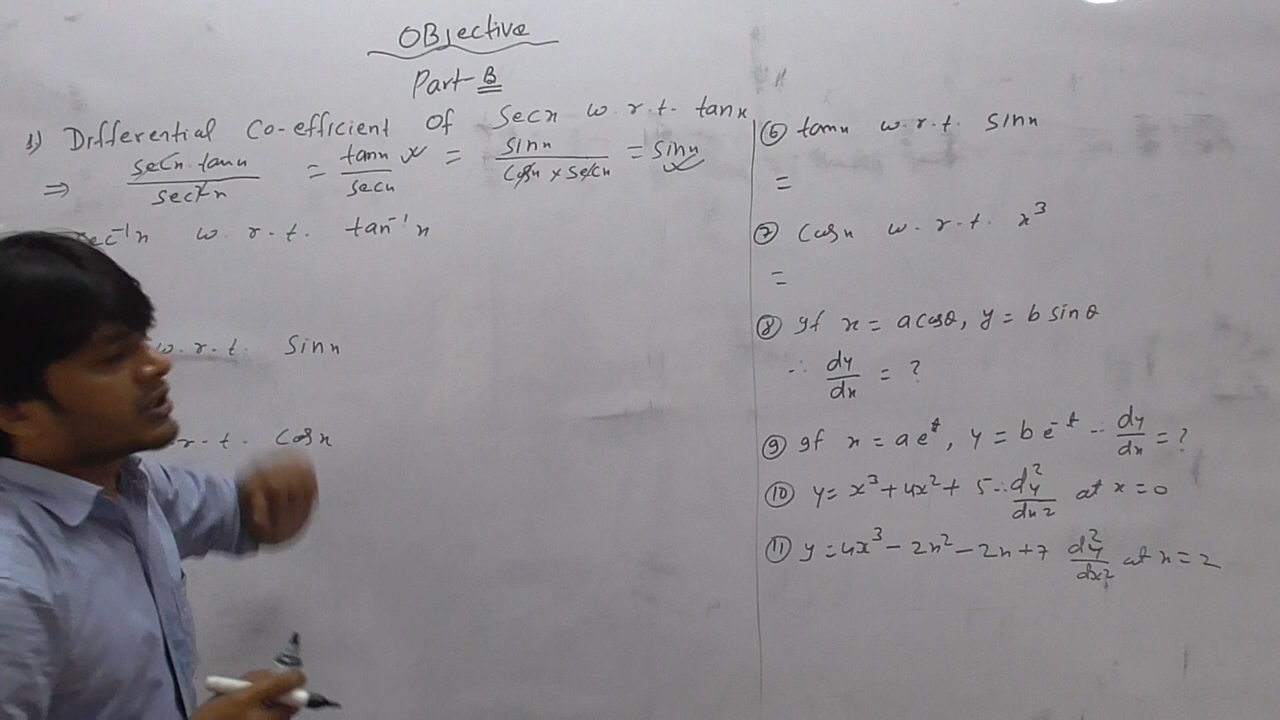 OBjective
Part-B
1) Differential Co-efficient of Secx w.r.t. tanx
⇒ secx.tanx / sec²x = tanx / secx = sinx / cosx × secx = sinx
sec⁻¹x w.r.t. tan⁻¹x
w.r.t. Sinx
r.t. Cosx
⑥ tanx w.r.t. sinx
=
⑦ Cosx w.r.t. x³
=
⑧ If x = a cosθ, y = b sinθ
∴ dy/dx = ?
⑨ If x = a eᵗ, y = b e⁻ᵗ ∴ dy/dx = ?
⑩ y = x³ + 4x² + 5 ∴ d²y/dx² at x = 0
⑪ y = 4x³ - 2x² - 2x + 7 d²y/dx² at x = 2